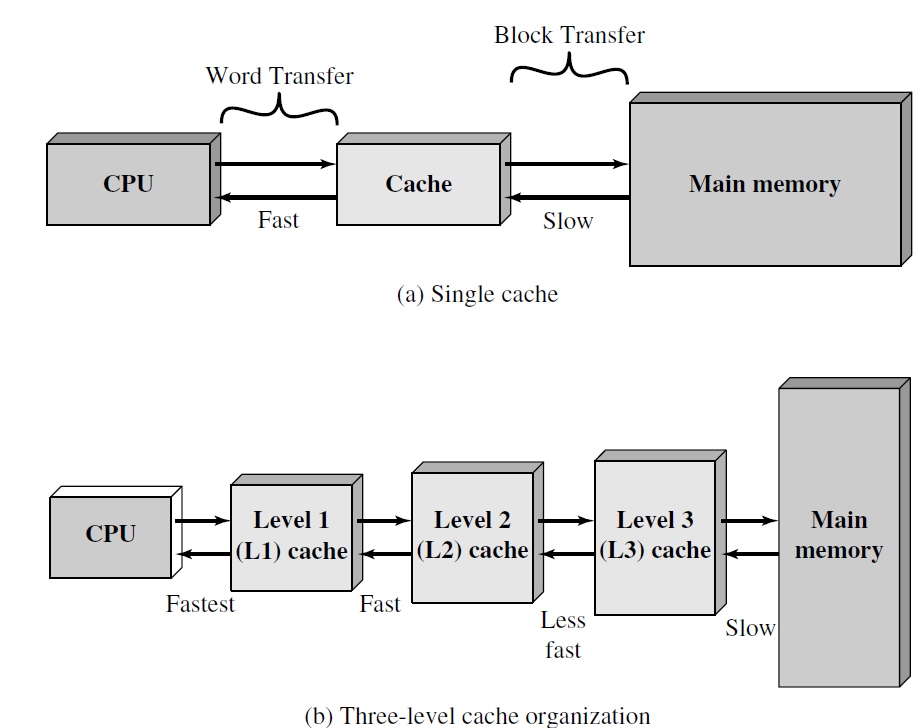 Block Transfer
Word Transfer
CPU
Cache
Main memory
Fast
Slow
(a) Single cache
CPU
Level 1
(L1) cache
Level 2
(L2) cache
Level 3
(L3) cache
Main
memory
Fastest
Fast
Less
fast
Slow
(b) Three-level cache organization